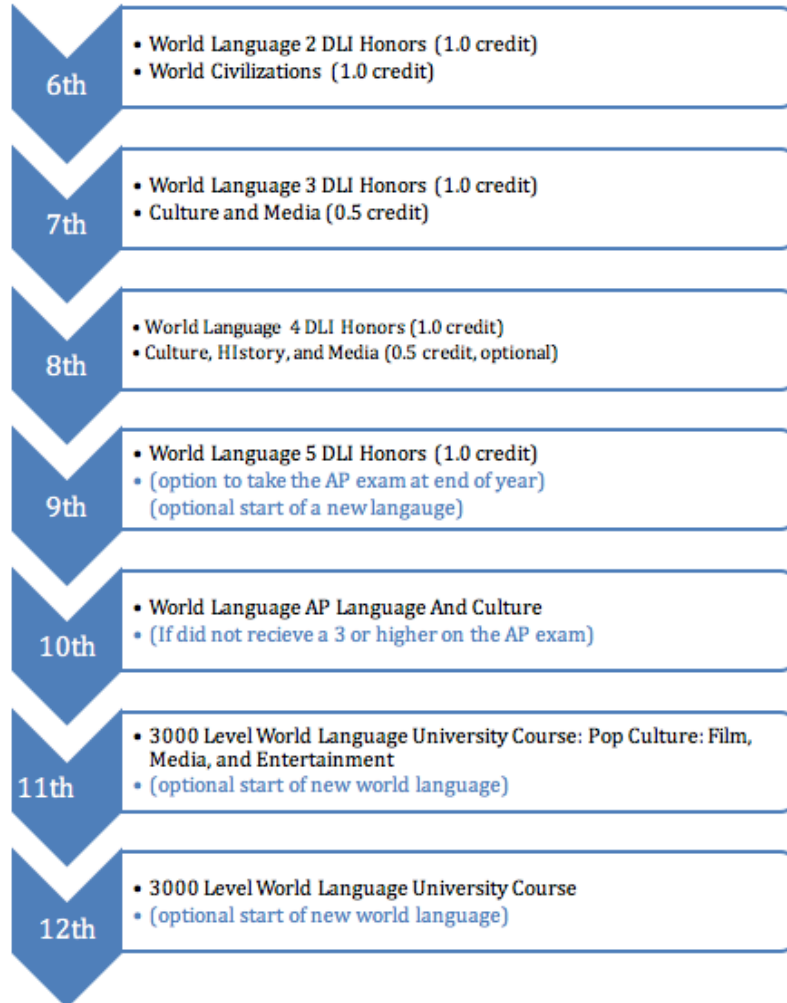 6th
• World Language 2 DLI Honors (1.0 credit)
• World Civilizations (1.0 credit)
7th
• World Language 3 DLI Honors (1.0 credit)
• Culture and Media (0.5 credit)
8th
• World Language 4 DLI Honors (1.0 credit)
• Culture, HIstory, and Media (0.5 credit, optional)
9th
• World Language 5 DLI Honors (1.0 credit)
• (option to take the AP exam at end of year)
(optional start of a new langauge)
10th
• World Language AP Language And Culture
• (If did not recieve a 3 or higher on the AP exam)
11th
• 3000 Level World Language University Course: Pop Culture: Film,
Media, and Entertainment
• (optional start of new world language)
12th
• 3000 Level World Language University Course
• (optional start of new world language)